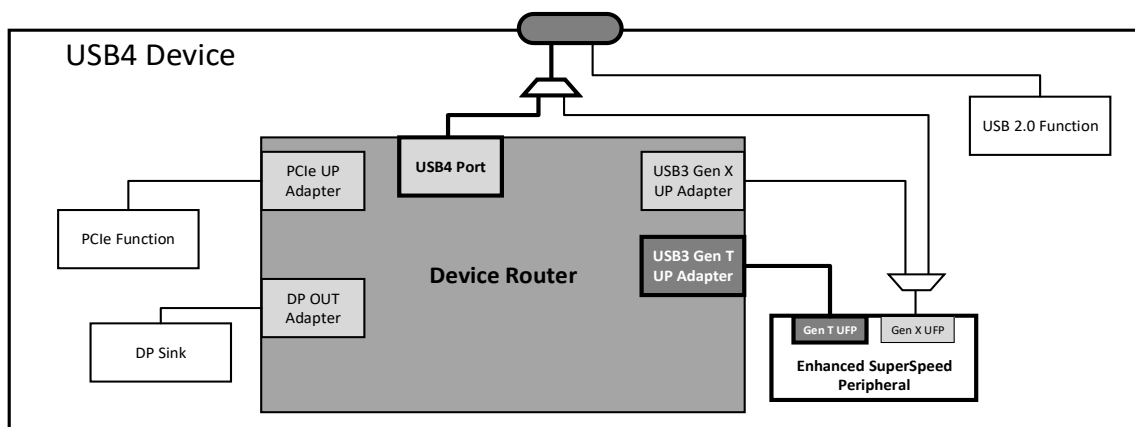 USB4 Device
USB 2.0 Function
USB4 Port
PCIe UP
Adapter
USB3 Gen X
UP Adapter
PCIe Function
USB3 Gen T
UP Adapter
Device Router
DP OUT
Adapter
DP Sink
Gen T UFP
Gen X UFP
Enhanced SuperSpeed
Peripheral